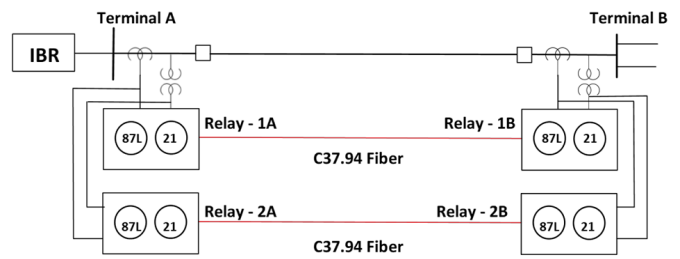 Terminal A
Terminal B
IBR
Relay - 1A
Relay - 1B
87L 21
87L 21
C37.94 Fiber
Relay - 2A
Relay - 2B
87L 21
87L 21
C37.94 Fiber